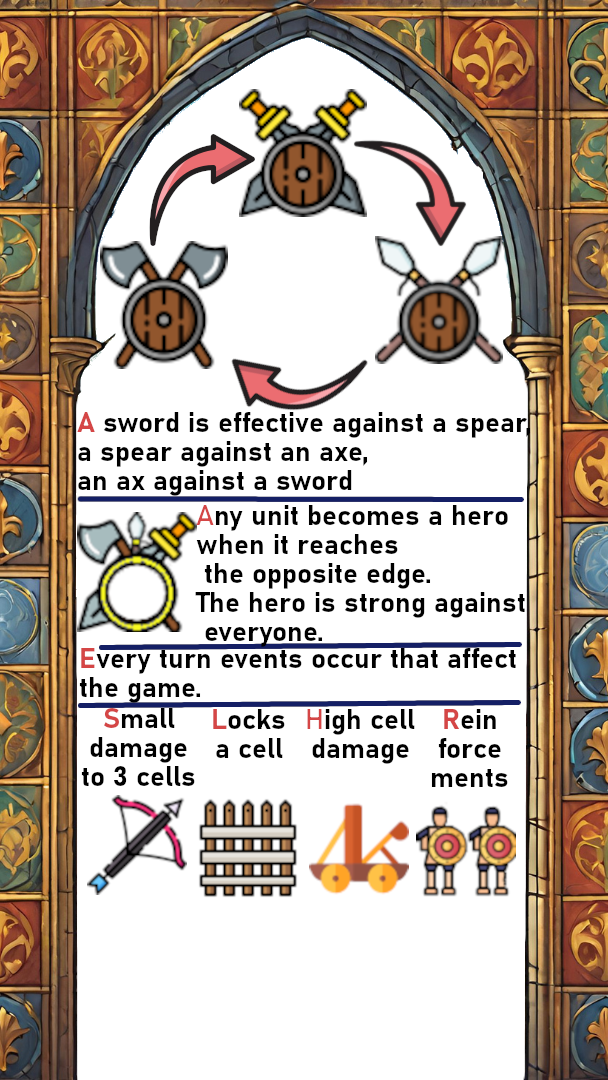 A sword is effective against a spear,
a spear against an axe,
an ax against a sword
Any unit becomes a hero
when it reaches
the opposite edge.
The hero is strong against
everyone.
Every turn events occur that affect
the game.
Small damage to 3 cells
Locks a cell
High cell damage
Rein force ments